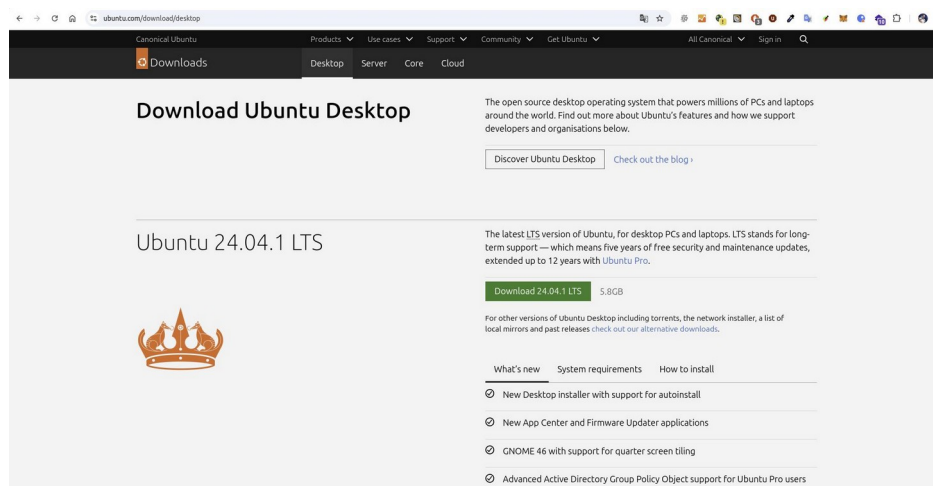 ubuntu.com/download/desktop
Canonical Ubuntu
Products
Use cases
Support
Community
Get Ubuntu
All Canonical
Sign in
Downloads
Desktop
Server
Core
Cloud
Download Ubuntu Desktop
The open source desktop operating system that powers millions of PCs and laptops
around the world. Find out more about Ubuntu's features and how we support
developers and organisations below.
Discover Ubuntu Desktop
Check out the blog ›
Ubuntu 24.04.1 LTS
The latest LTS version of Ubuntu, for desktop PCs and laptops. LTS stands for long-
term support — which means five years of free security and maintenance updates,
extended up to 12 years with Ubuntu Pro.
Download 24.04.1 LTS
5.8GB
For other versions of Ubuntu Desktop including torrents, the network installer, a list of
local mirrors and past releases check out our alternative downloads.
What's new
System requirements
How to install
New Desktop installer with support for autoinstall
New App Center and Firmware Updater applications
GNOME 46 with support for quarter screen tiling
Advanced Active Directory Group Policy Object support for Ubuntu Pro users